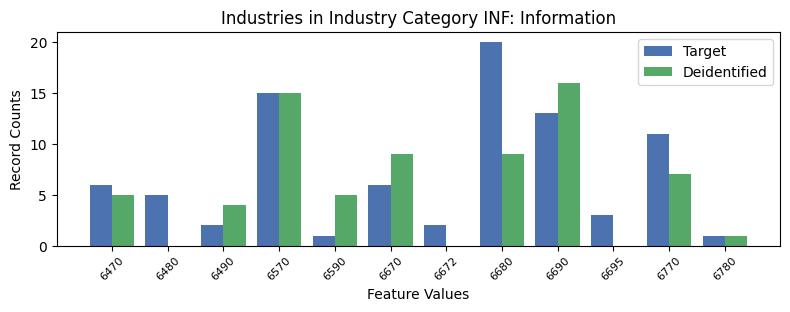 Industries in Industry Category INF: Information
Target
Deidentified
Record Counts
20
15
10
5
0
6470 6480 6490 6570 6590 6670 6672 6680 6690 6695 6770 6780
Feature Values